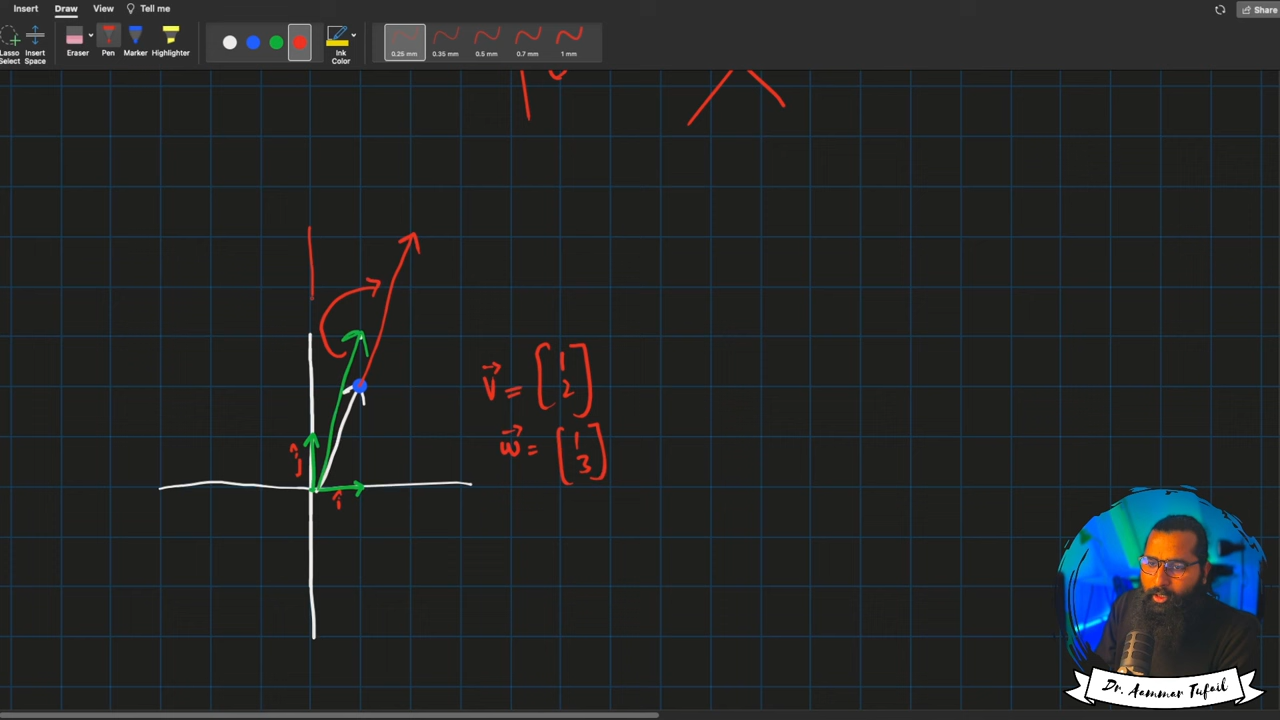 Insert Draw View Tell me
Share
Lasso Select
Insert Space
Eraser
Pen
Marker
Highlighter
Ink Color
0.25 mm
0.35 mm
0.5 mm
0.7 mm
1 mm
v⃗ = [1 2]
w⃗ = [1 3]
ĵ
î
Dr. Aammar Tufail